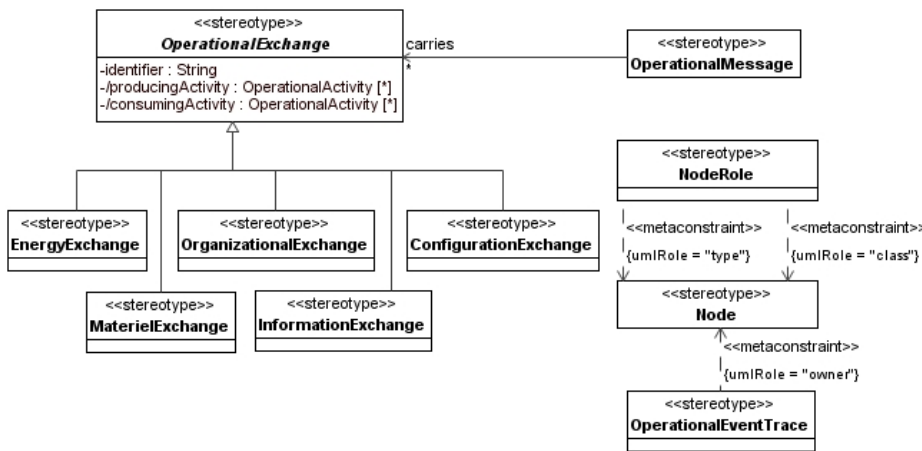 <<stereotype>>
OperationalExchange
-identifier : String
-/producingActivity : OperationalActivity [*]
-/consumingActivity : OperationalActivity [*]
carries
*
<<stereotype>>
OperationalMessage
<<stereotype>>
EnergyExchange
<<stereotype>>
OrganizationalExchange
<<stereotype>>
ConfigurationExchange
<<stereotype>>
MaterielExchange
<<stereotype>>
InformationExchange
<<stereotype>>
NodeRole
<<metaconstraint>>
{umlRole = "type"}
<<metaconstraint>>
{umlRole = "class"}
<<stereotype>>
Node
<<metaconstraint>>
{umlRole = "owner"}
<<stereotype>>
OperationalEventTrace